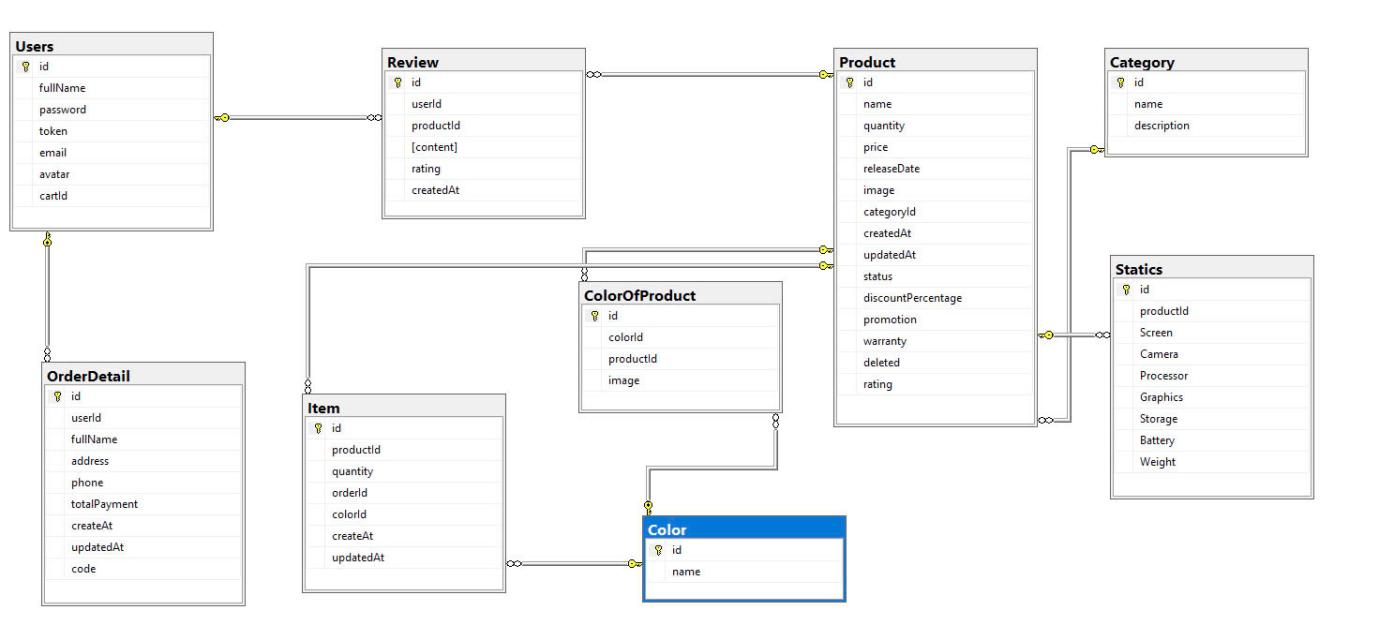 Users
id
fullName
password
token
email
avatar
cartId
Review
id
userId
productId
[content]
rating
createdAt
Product
id
name
quantity
price
releaseDate
image
categoryId
createdAt
updatedAt
status
discountPercentage
promotion
warranty
deleted
rating
Category
id
name
description
Statics
id
productId
Screen
Camera
Processor
Graphics
Storage
Battery
Weight
ColorOfProduct
id
colorId
productId
image
OrderDetail
id
userId
fullName
address
phone
totalPayment
createAt
updatedAt
code
Item
id
productId
quantity
orderId
colorId
createAt
updatedAt
Color
id
name